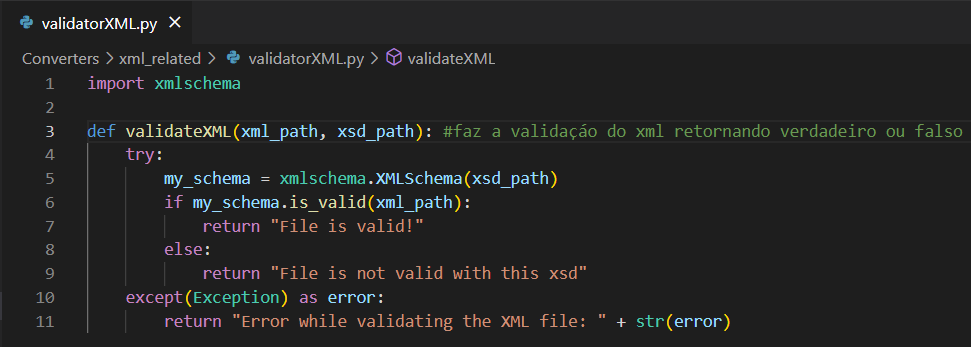 validatorXML.py ×
Converters > xml_related > validatorXML.py > validateXML
1 import xmlschema
2
3 def validateXML(xml_path, xsd_path): #faz a validaçáo do xml retornando verdadeiro ou falso
4     try:
5         my_schema = xmlschema.XMLSchema(xsd_path)
6         if my_schema.is_valid(xml_path):
7             return "File is valid!"
8         else:
9             return "File is not valid with this xsd"
10     except(Exception) as error:
11         return "Error while validating the XML file: " + str(error)